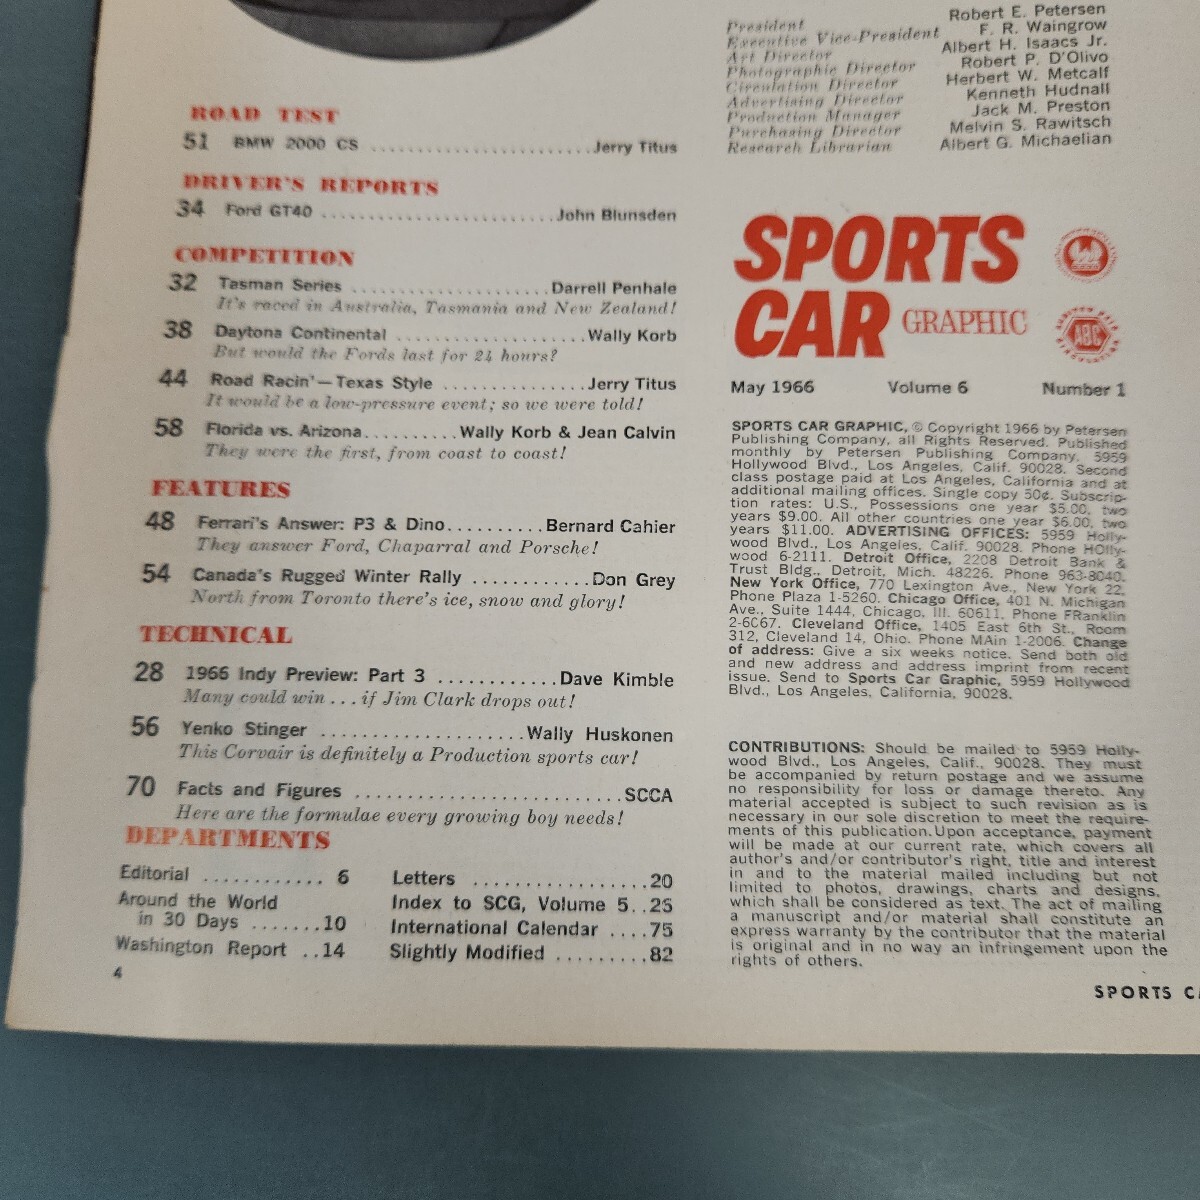 ROAD TEST
51 BMW 2000 CS ........................Jerry Titus
DRIVER'S REPORTS
34 Ford GT40 .........................John Blunsden
COMPETITION
32 Tasman Series .....................Darrell Penhale
It's raced in Australia, Tasmania and New Zealand!
38 Daytona Continental ....................Wally Korb
But would the Fords last for 24 hours?
44 Road Racin'—Texas Style ...............Jerry Titus
It would be a low-pressure event; so we were told!
58 Florida vs. Arizona..........Wally Korb & Jean Calvin
They were the first, from coast to coast!
FEATURES
48 Ferrari's Answer: P3 & Dino..........Bernard Cahier
They answer Ford, Chaparral and Porsche!
54 Canada's Rugged Winter Rally ............Don Grey
North from Toronto there's ice, snow and glory!
TECHNICAL
28 1966 Indy Preview: Part 3 ............Dave Kimble
Many could win ... if Jim Clark drops out!
56 Yenko Stinger ....................Wally Huskonen
This Corvair is definitely a Production sports car!
70 Facts and Figures ..........................SCCA
Here are the formulae every growing boy needs!
DEPARTMENTS
Editorial ............ 6
Around the World
in 30 Days .......10
Washington Report ..14
Letters .................20
Index to SCG, Volume 5..25
International Calendar ....75
Slightly Modified .........82
4
President Robert E. Petersen
Executive Vice-President F. R. Waingrow
Art Director Albert H. Isaacs Jr.
Photographic Director Robert P. D'Olivo
Circulation Director Herbert W. Metcalf
Advertising Director Kenneth Hudnall
Production Manager Jack M. Preston
Purchasing Director Melvin S. Rawitsch
Research Librarian Albert G. Michaelian
SPORTS
CAR GRAPHIC
ABC
May 1966 Volume 6 Number 1
SPORTS CAR GRAPHIC, © Copyright 1966 by Petersen
Publishing Company, all Rights Reserved. Published
monthly by Petersen Publishing Company, 5959
Hollywood Blvd., Los Angeles, Calif. 90028. Second
class postage paid at Los Angeles, California and at
additional mailing offices. Single copy 50¢. Subscrip-
tion rates: U.S., Possessions one year $5.00, two
years $9.00. All other countries one year $6.00, two
years $11.00. ADVERTISING OFFICES: 5959 Holly-
wood Blvd., Los Angeles, Calif. 90028. Phone HOlly-
wood 6-2111. Detroit Office, 2208 Detroit Bank &
Trust Bldg., Detroit, Mich. 48226. Phone 963-8040.
New York Office, 770 Lexington Ave., New York 22,
Phone Plaza 1-5260. Chicago Office, 401 N. Michigan
Ave., Suite 1444, Chicago, Ill. 60611. Phone FRanklin
2-6067. Cleveland Office, 1405 East 6th St., Room
312, Cleveland 14, Ohio. Phone MAin 1-2006. Change
of address: Give a six weeks notice. Send both old
and new address and address imprint from recent
issue. Send to Sports Car Graphic, 5959 Hollywood
Blvd., Los Angeles, California, 90028.
CONTRIBUTIONS: Should be mailed to 5959 Holly-
wood Blvd., Los Angeles, Calif., 90028. They must
be accompanied by return postage and we assume
no responsibility for loss or damage thereto. Any
material accepted is subject to such revision as is
necessary in our sole discretion to meet the require-
ments of this publication.Upon acceptance, payment
will be made at our current rate, which covers all
author's and/or contributor's right, title and interest
in and to the material mailed including but not
limited to photos, drawings, charts and designs,
which shall be considered as text. The act of mailing
a manuscript and/or material shall constitute an
express warranty by the contributor that the material
is original and in no way an infringement upon the
rights of others.
SPORTS